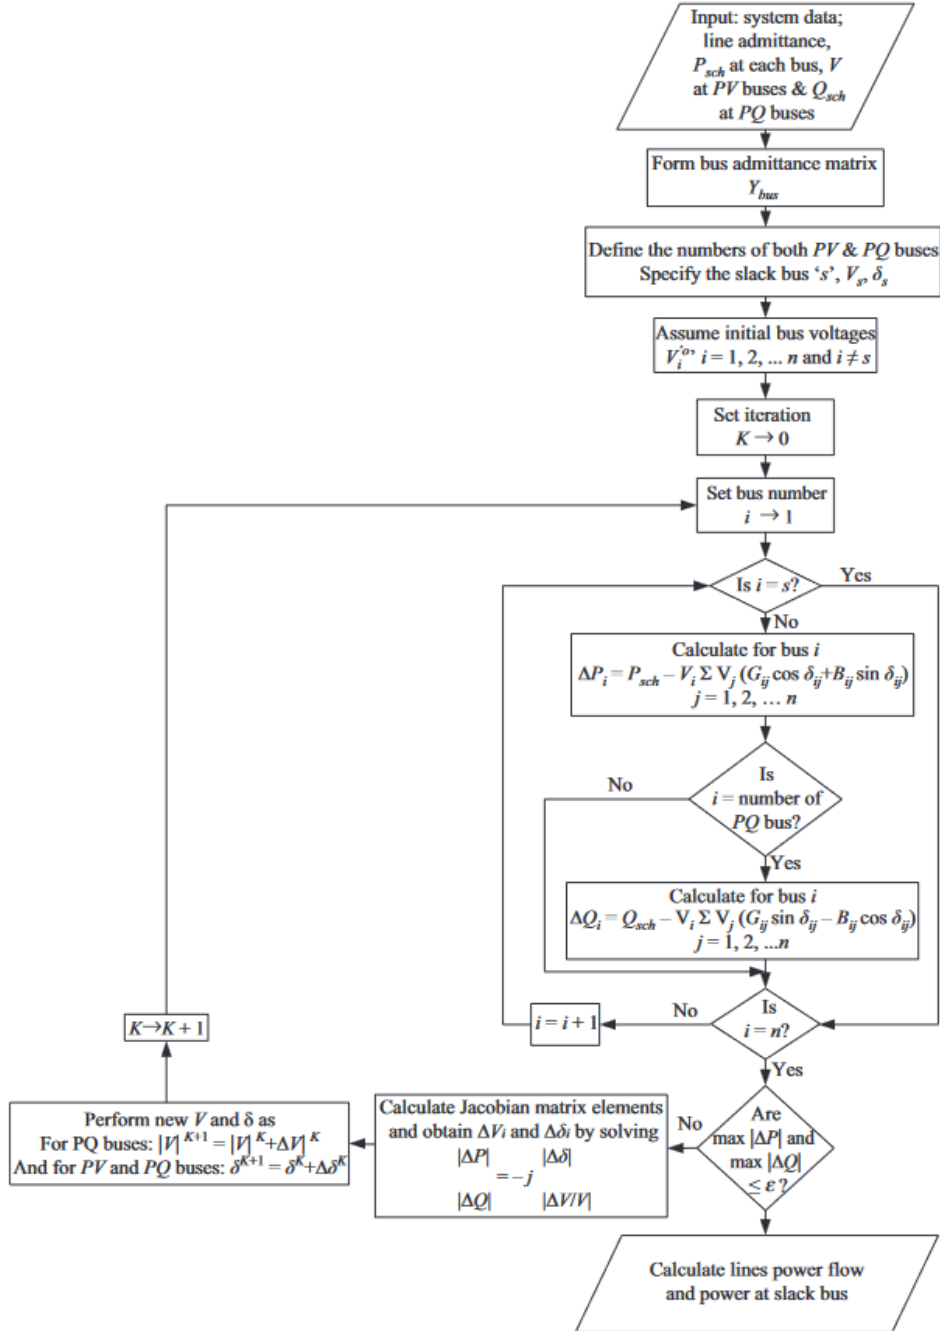 Input: system data;
line admittance,
P_sch at each bus, V
at PV buses & Q_sch
at PQ buses
Form bus admittance matrix
Y_bus
Define the numbers of both PV & PQ buses
Specify the slack bus ‘s’, V_s, δ_s
Assume initial bus voltages
V_i^'o, i = 1, 2, ... n and i ≠ s
Set iteration
K → 0
Set bus number
i → 1
Is i = s?
Yes
No
Calculate for bus i
ΔP_i = P_sch – V_i Σ V_j (G_ij cos δ_ij+B_ij sin δ_ij)
j = 1, 2, … n
Is
i = number of
PQ bus?
No
Yes
Calculate for bus i
ΔQ_i = Q_sch – V_i Σ V_j (G_ij sin δ_ij – B_ij cos δ_ij)
j = 1, 2, ...n
Is
i = n?
No
i = i + 1
Yes
Are
max |ΔP| and
max |ΔQ|
≤ ε ?
No
Calculate Jacobian matrix elements
and obtain ΔV_i and Δδ_i by solving
|ΔP| |Δδ|
= –j
|ΔQ| |ΔV/V|
Perform new V and δ as
For PQ buses: |V|^K+1 = |V|^K+ΔV|^K
And for PV and PQ buses: δ^K+1 = δ^K+Δδ^K
K→K + 1
Calculate lines power flow
and power at slack bus